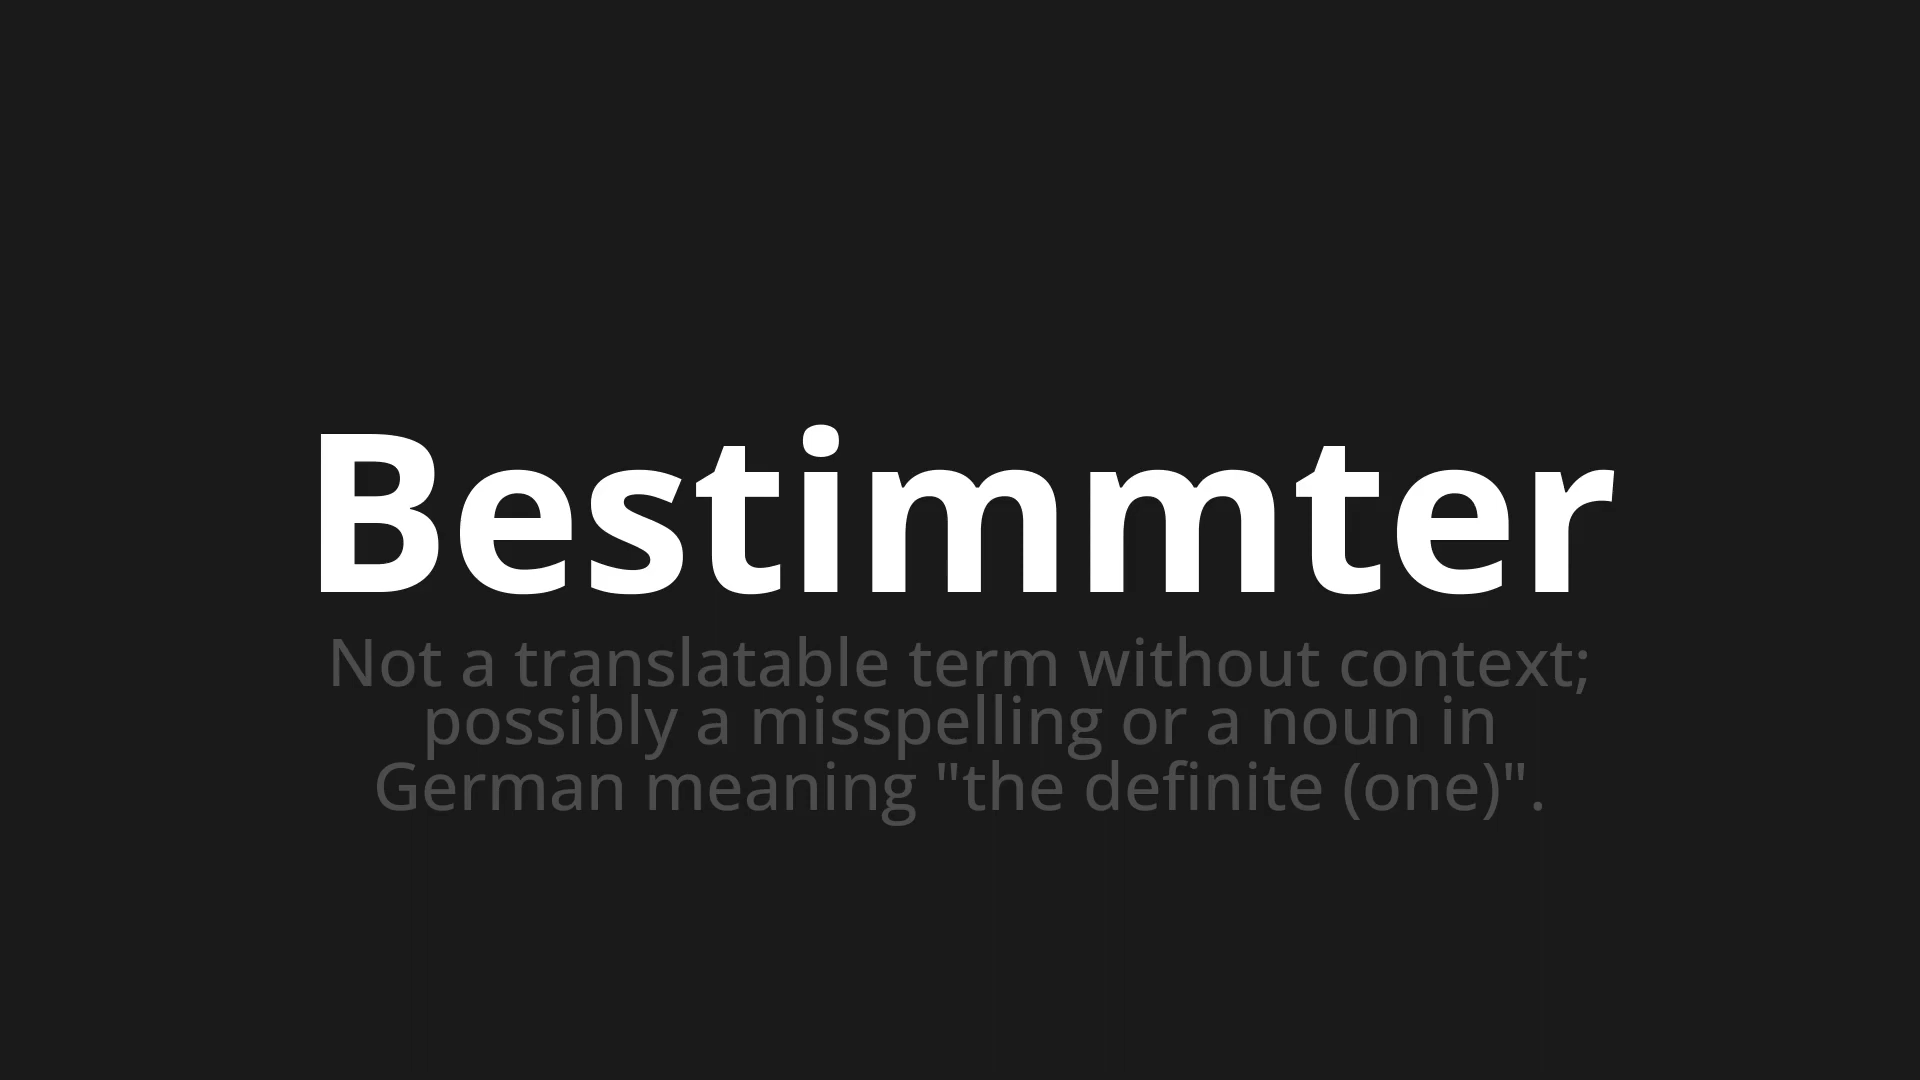 Bestimmter
Not a translatable term without context;
possibly a misspelling or a noun in
German meaning "the definite (one)".